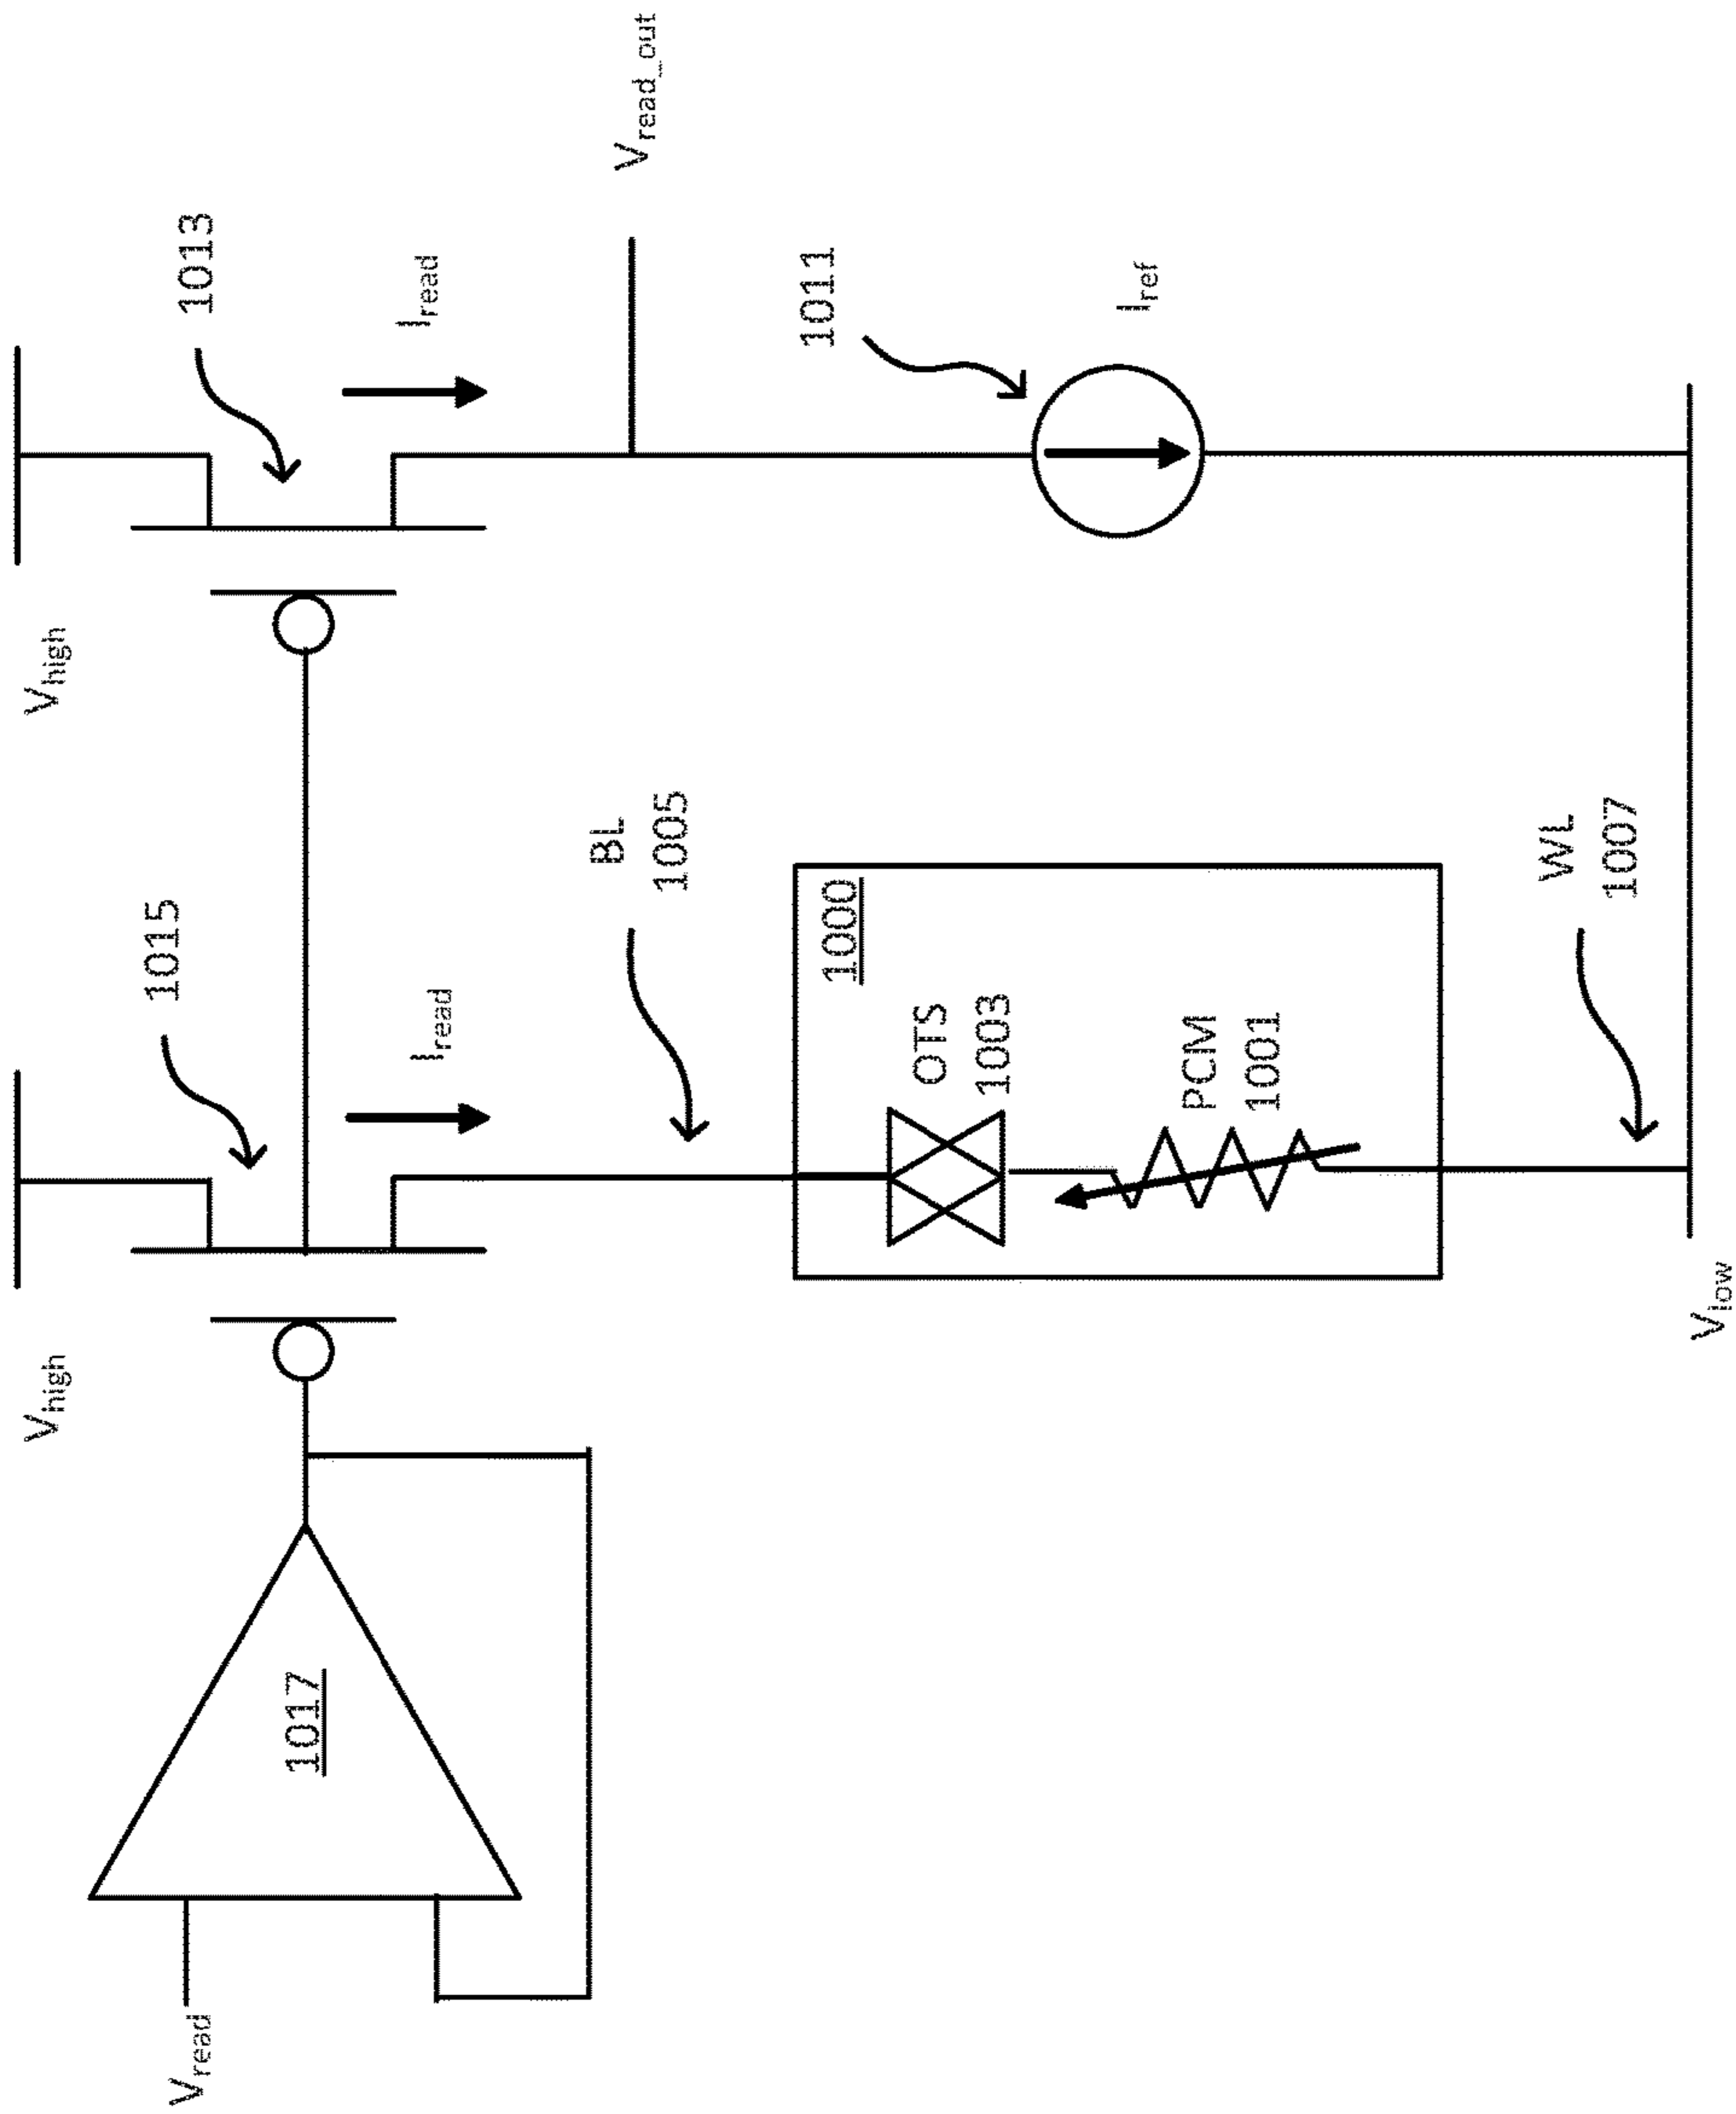 V_high
V_high
1015
1013
I_read
I_read
V_read
1017
BL
1005
V_read_out
1000
OTS
1003
PCM
1001
1011
I_ref
WL
1007
V_low